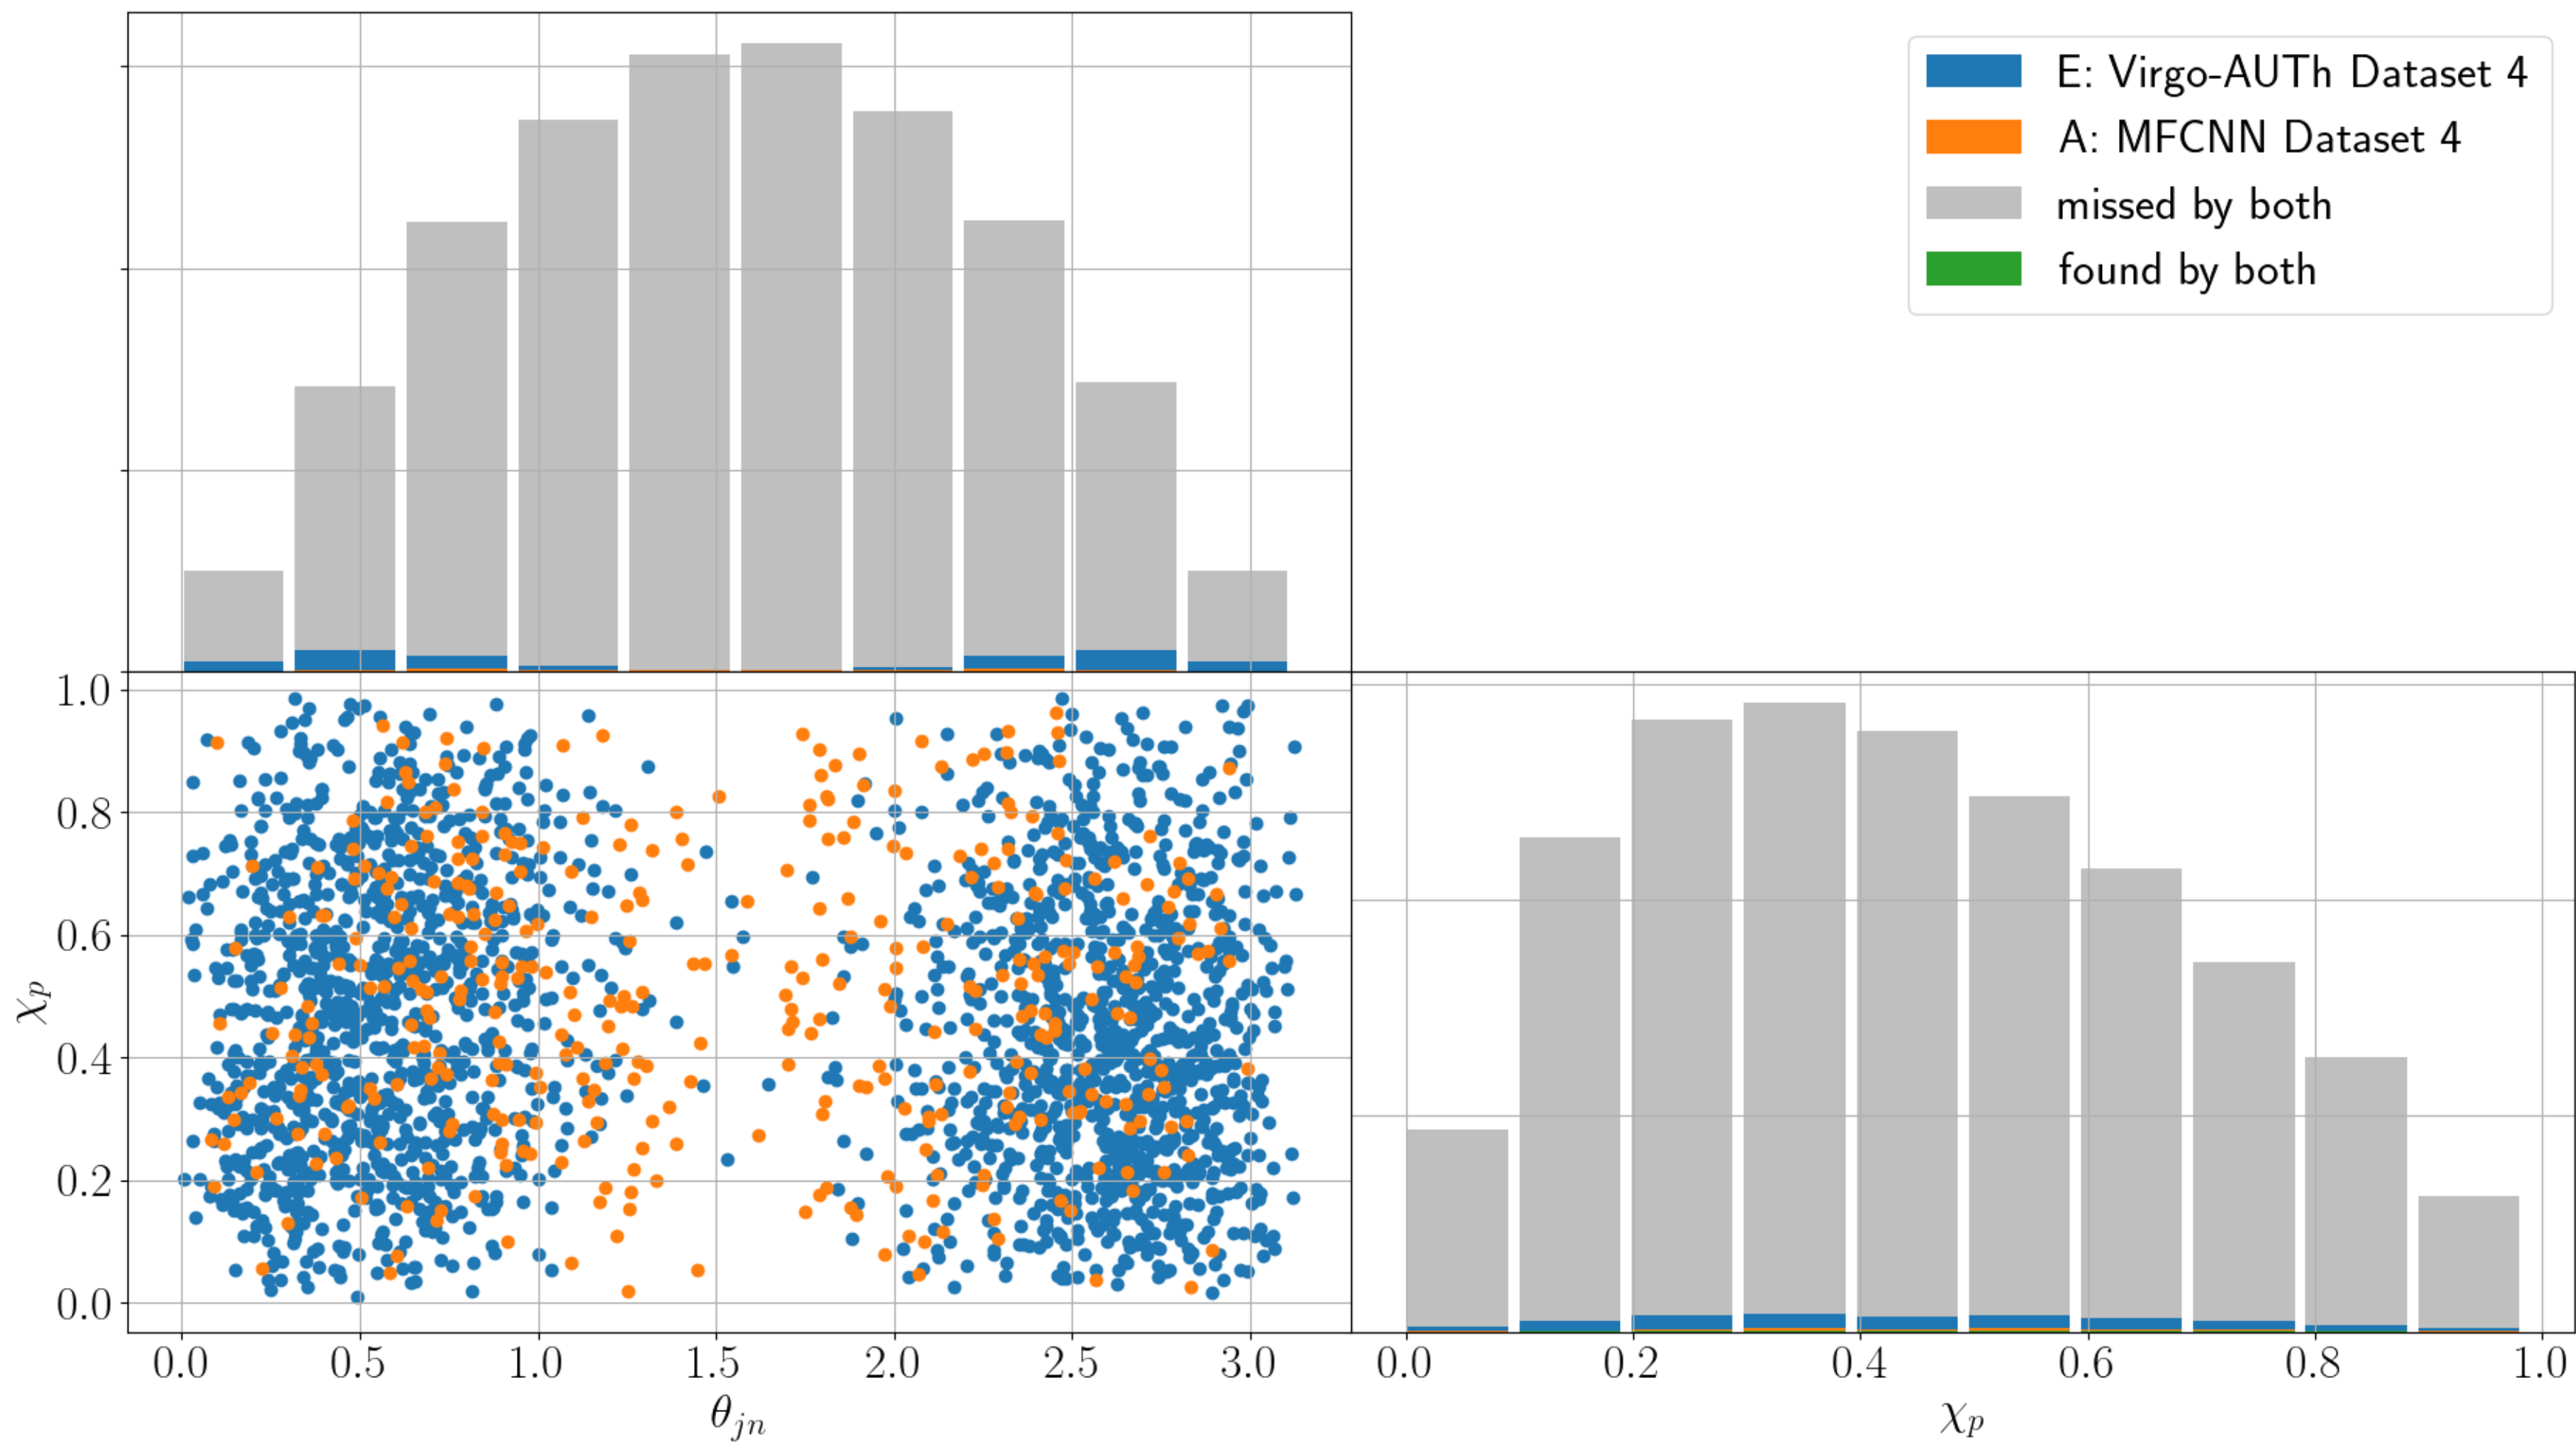 E: Virgo-AUTh Dataset 4
A: MFCNN Dataset 4
missed by both
found by both
1.0
0.8
0.6
0.4
0.2
0.0
χp
0.0 0.5 1.0 1.5 2.0 2.5 3.0
θjn
0.0 0.2 0.4 0.6 0.8 1.0
χp